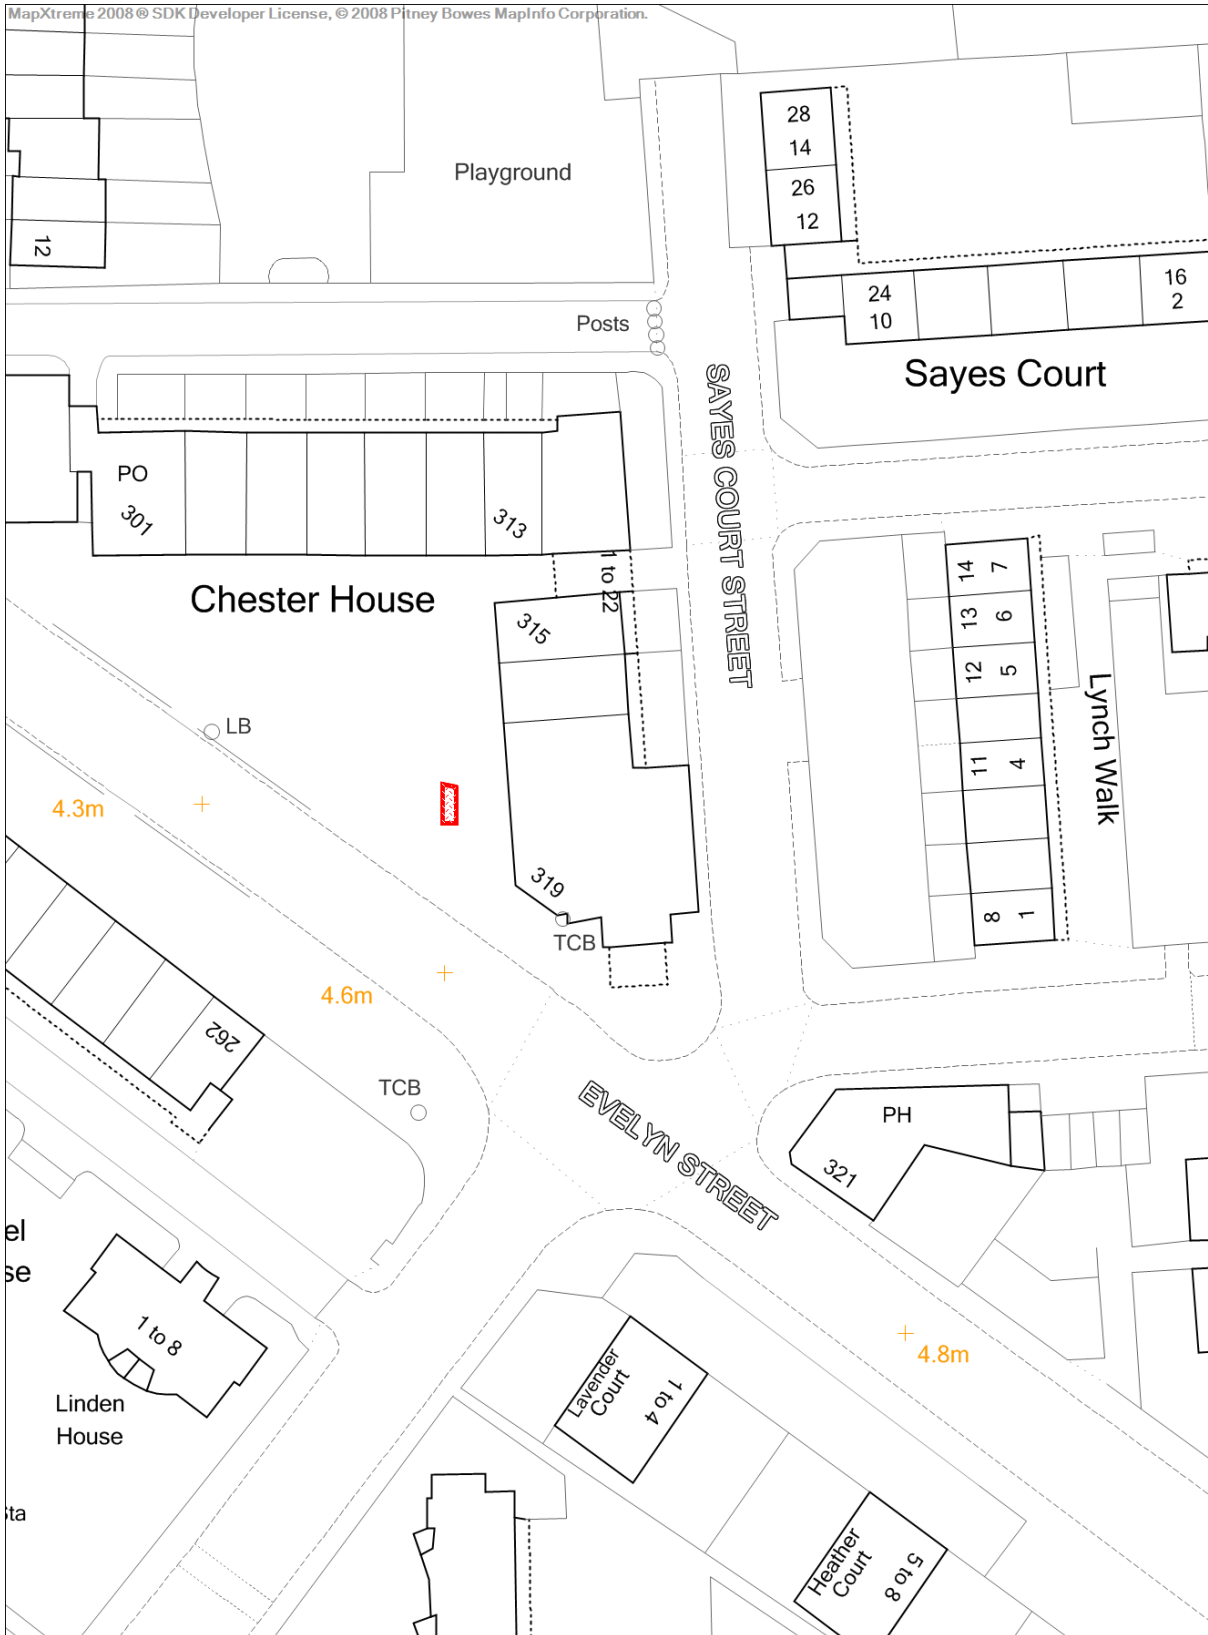 MapXtreme 2008 ® SDK Developer License, © 2008 Pitney Bowes MapInfo Corporation.
28
14
Playground
26
12
12
16
2
24
10
Posts
Sayes Court
SAYES COURT STREET
PO
301
313
1 to 22
14 7
Chester House
13 6
315
12 5
Lynch Walk
LB
11 4
4.3m
319
8 1
TCB
4.6m
262
TCB
EVELYN STREET
PH
321
el
se
1 to 8
4.8m
Linden
House
Lavender
Court
1 to 4
Sta
Heather
Court
5 to 8